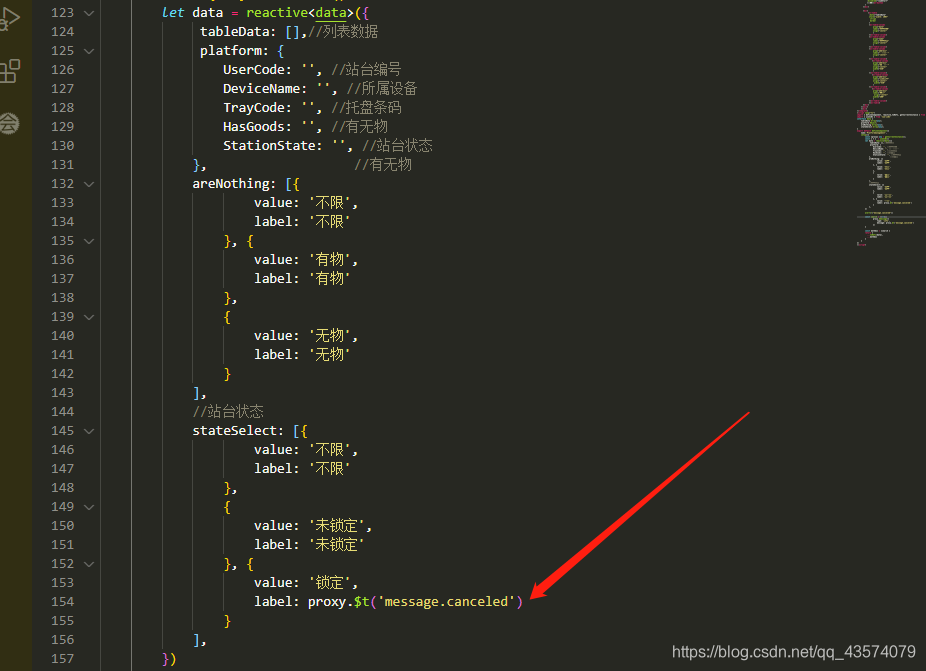 123 let data = reactive<data>({
124 tableData: [],//列表数据
125 platform: {
126 UserCode: '', //站台编号
127 DeviceName: '', //所属设备
128 TrayCode: '', //托盘条码
129 HasGoods: '', //有无物
130 StationState: '', //站台状态
131 }, //有无物
132 areNothing: [{
133 value: '不限',
134 label: '不限'
135 }, {
136 value: '有物',
137 label: '有物'
138 },
139 {
140 value: '无物',
141 label: '无物'
142 }
143 ],
144 //站台状态
145 stateSelect: [{
146 value: '不限',
147 label: '不限'
148 },
149 {
150 value: '未锁定',
151 label: '未锁定'
152 }, {
153 value: '锁定',
154 label: proxy.$t('message.canceled')
155 }
156 ],
157 })
https://blog.csdn.net/qq_43574079